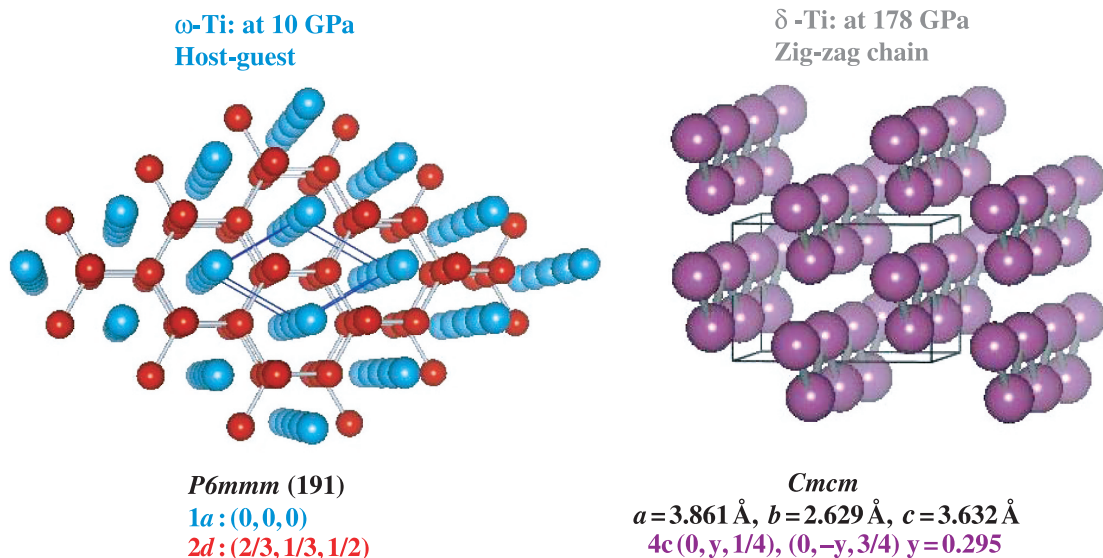 ω-Ti: at 10 GPa
Host-guest
δ-Ti: at 178 GPa
Zig-zag chain
P6mmm (191)
1a: (0, 0, 0)
2d: (2/3, 1/3, 1/2)
Cmcm
a = 3.861 Å, b = 2.629 Å, c = 3.632 Å
4c (0, y, 1/4), (0, –y, 3/4) y = 0.295